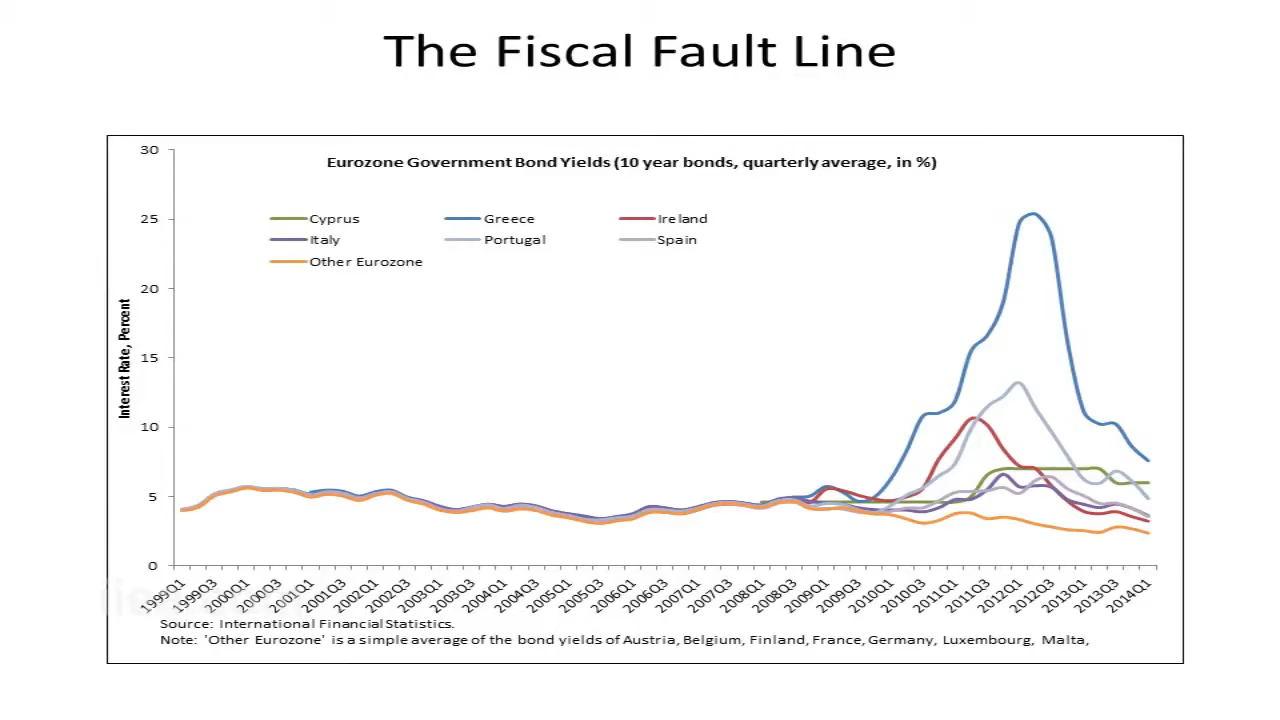 The Fiscal Fault Line
Eurozone Government Bond Yields (10 year bonds, quarterly average, in %)
Cyprus Greece Ireland
Italy Portugal Spain
Other Eurozone
Interest Rate, Percent
30
25
20
15
10
5
0
1999Q1 1999Q3 2000Q1 2000Q3 2001Q1 2001Q3 2002Q1 2002Q3 2003Q1 2003Q3 2004Q1 2004Q3 2005Q1 2005Q3 2006Q1 2006Q3 2007Q1 2007Q3 2008Q1 2008Q3 2009Q1 2009Q3 2010Q1 2010Q3 2011Q1 2011Q3 2012Q1 2012Q3 2013Q1 2013Q3 2014Q1
Source: International Financial Statistics.
Note: 'Other Eurozone' is a simple average of the bond yields of Austria, Belgium, Finland, France, Germany, Luxembourg, Malta,